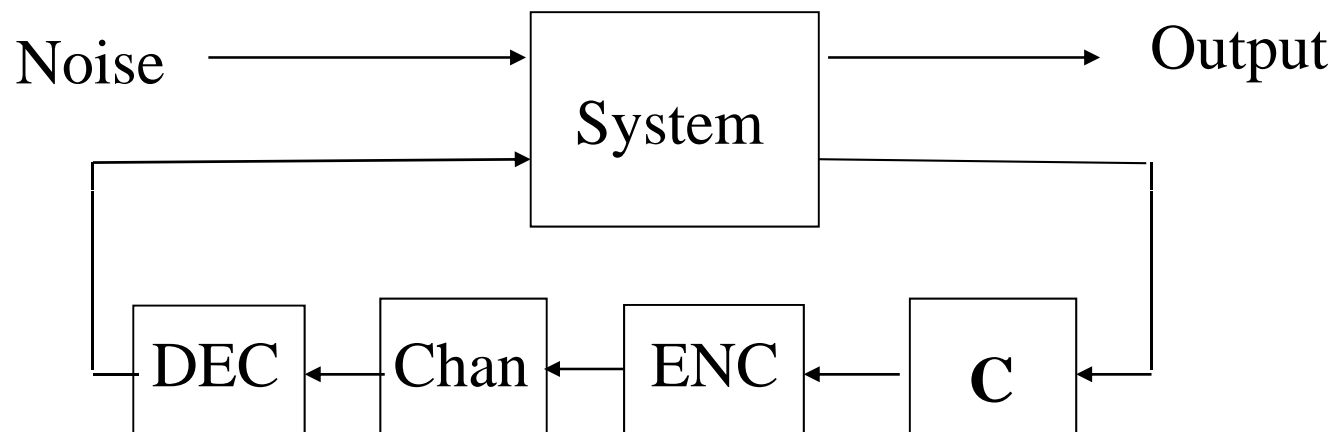 Noise
Output
System
DEC
Chan
ENC
C